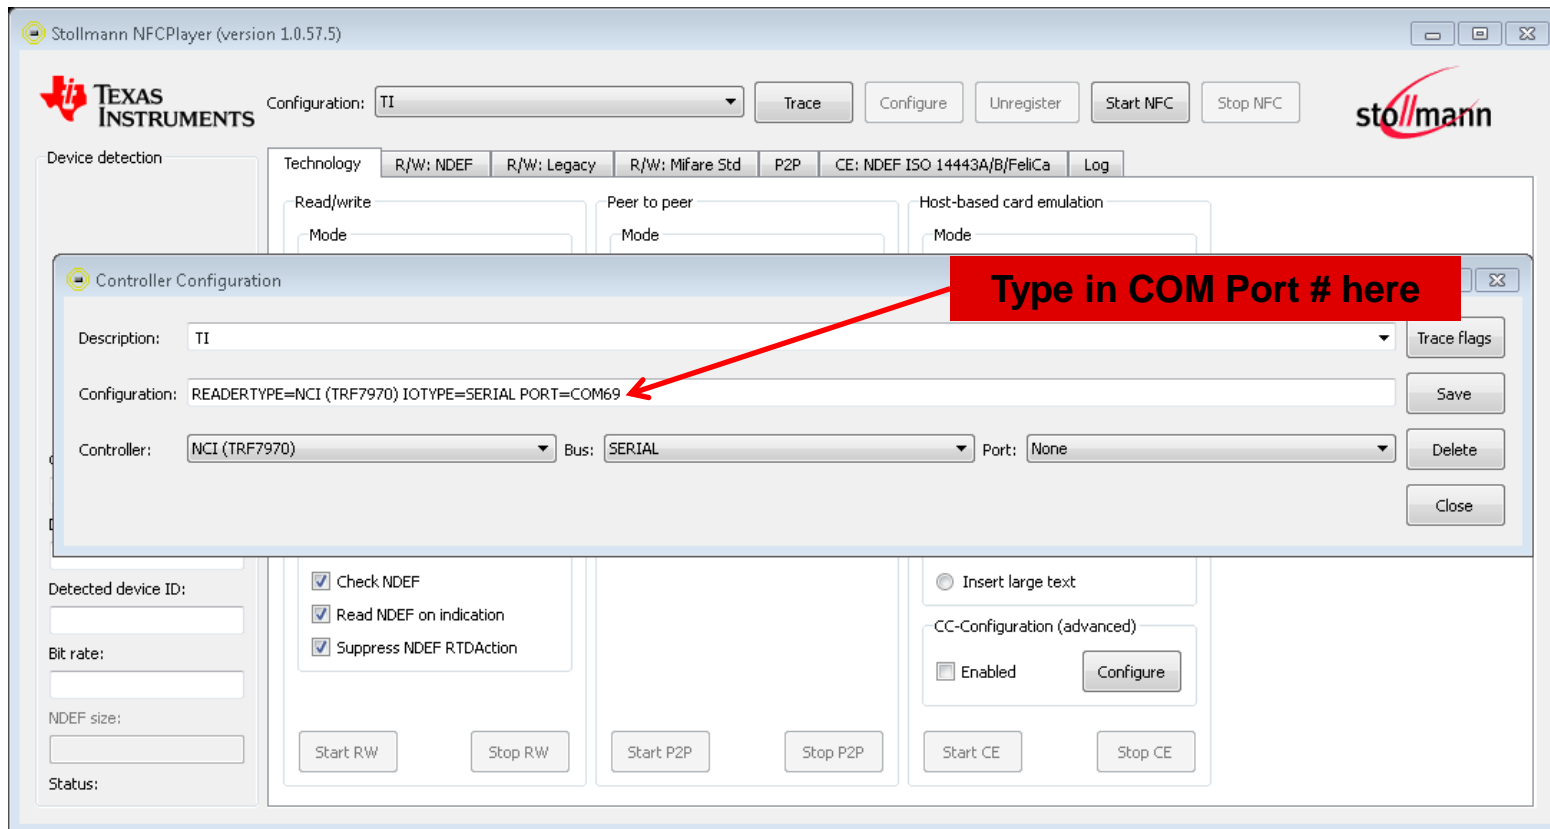 Stollmann NFCPlayer (version 1.0.57.5)
TEXAS INSTRUMENTS
Configuration: TI Trace Configure Unregister Start NFC Stop NFC
stollmann
Device detection
Technology R/W: NDEF R/W: Legacy R/W: Mifare Std P2P CE: NDEF ISO 14443A/B/FeliCa Log
Read/write Peer to peer Host-based card emulation
Mode Mode Mode
Controller Configuration
Type in COM Port # here
Description: TI Trace flags
Configuration: READERTYPE=NCI (TRF7970) IOTYPE=SERIAL PORT=COM69 Save
Controller: NCI (TRF7970) Bus: SERIAL Port: None Delete
Close
Check NDEF Insert large text
Detected device ID:
Read NDEF on indication
CC-Configuration (advanced)
Bit rate:
Suppress NDEF RTDAction
Enabled Configure
NDEF size:
Start RW Stop RW Start P2P Stop P2P Start CE Stop CE
Status: